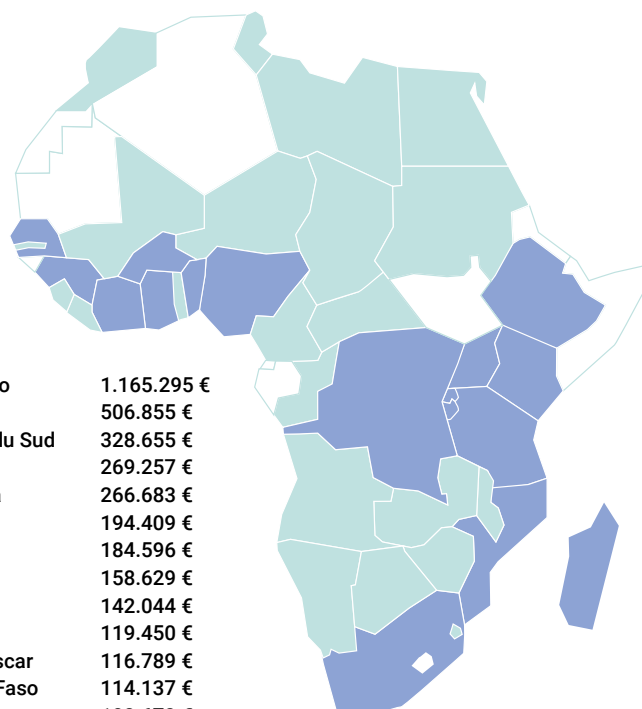 o 1.165.295 €
506.855 €
du Sud 328.655 €
269.257 €
a 266.683 €
194.409 €
184.596 €
158.629 €
142.044 €
119.450 €
scar 116.789 €
Faso 114.137 €